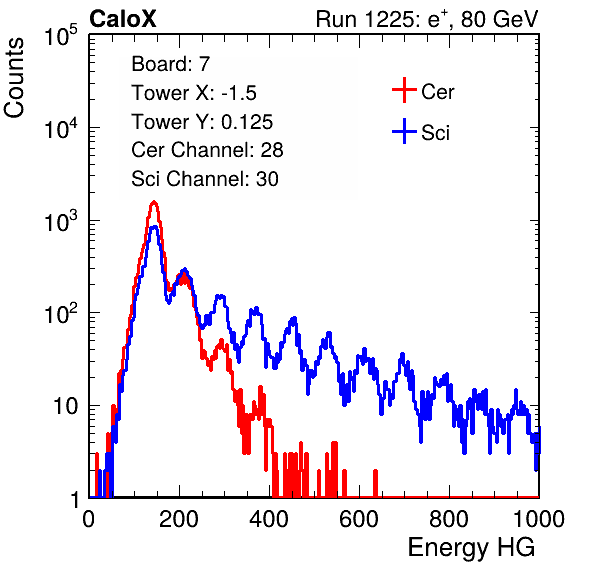 CaloX Run 1225: e⁺, 80 GeV
Counts
Board: 7
Tower X: -1.5
Tower Y: 0.125
Cer Channel: 28
Sci Channel: 30
Cer
Sci
10⁵
10⁴
10³
10²
10
1
0 200 400 600 800 1000
Energy HG